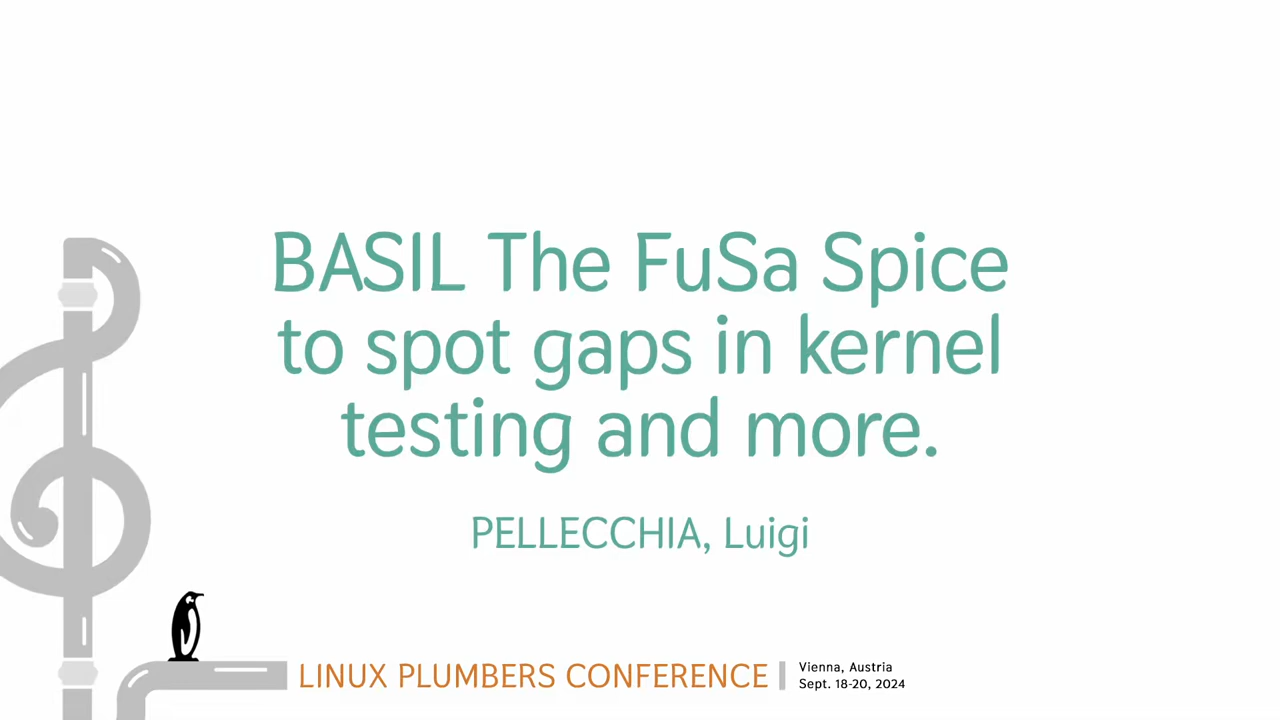 BASIL The FuSa Spice
to spot gaps in kernel
testing and more.
PELLECCHIA, Luigi
LINUX PLUMBERS CONFERENCE
Vienna, Austria
Sept. 18-20, 2024